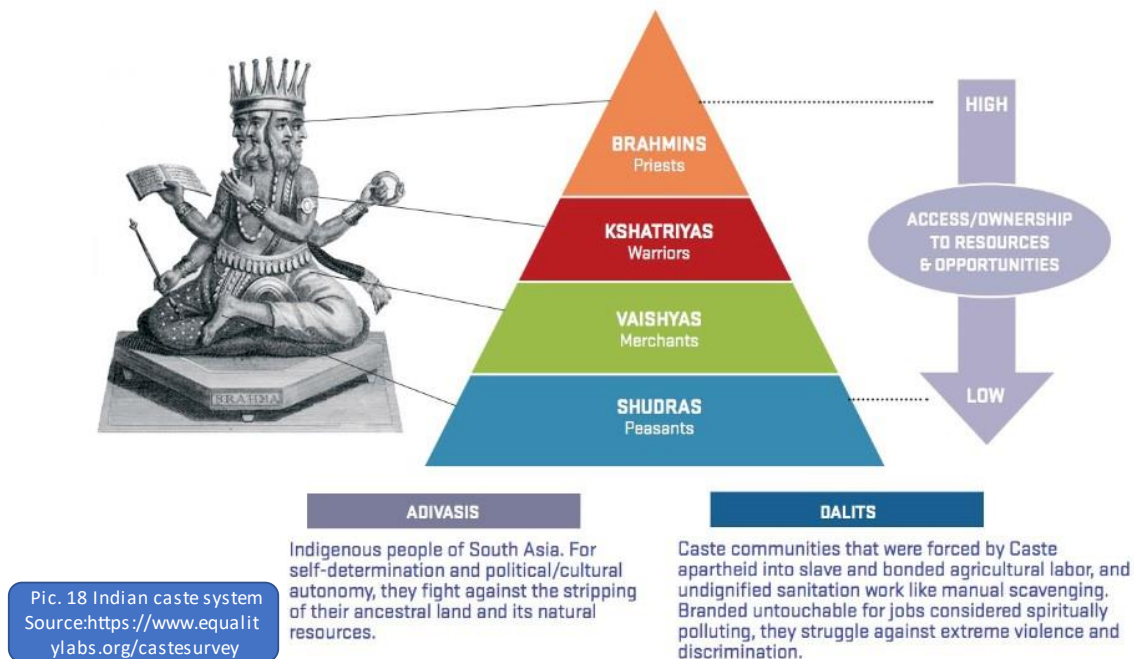 BRAHMA
BRAHMINS
Priests
KSHATRIYAS
Warriors
VAISHYAS
Merchants
SHUDRAS
Peasants
HIGH
ACCESS/OWNERSHIP
TO RESOURCES
& OPPORTUNITIES
LOW
ADIVASIS
Indigenous people of South Asia. For
self-determination and political/cultural
autonomy, they fight against the stripping
of their ancestral land and its natural
resources.
DALITS
Caste communities that were forced by Caste
apartheid into slave and bonded agricultural labor, and
undignified sanitation work like manual scavenging.
Branded untouchable for jobs considered spiritually
polluting, they struggle against extreme violence and
discrimination.
Pic. 18 Indian caste system
Source:https://www.equalit
ylabs.org/castesurvey